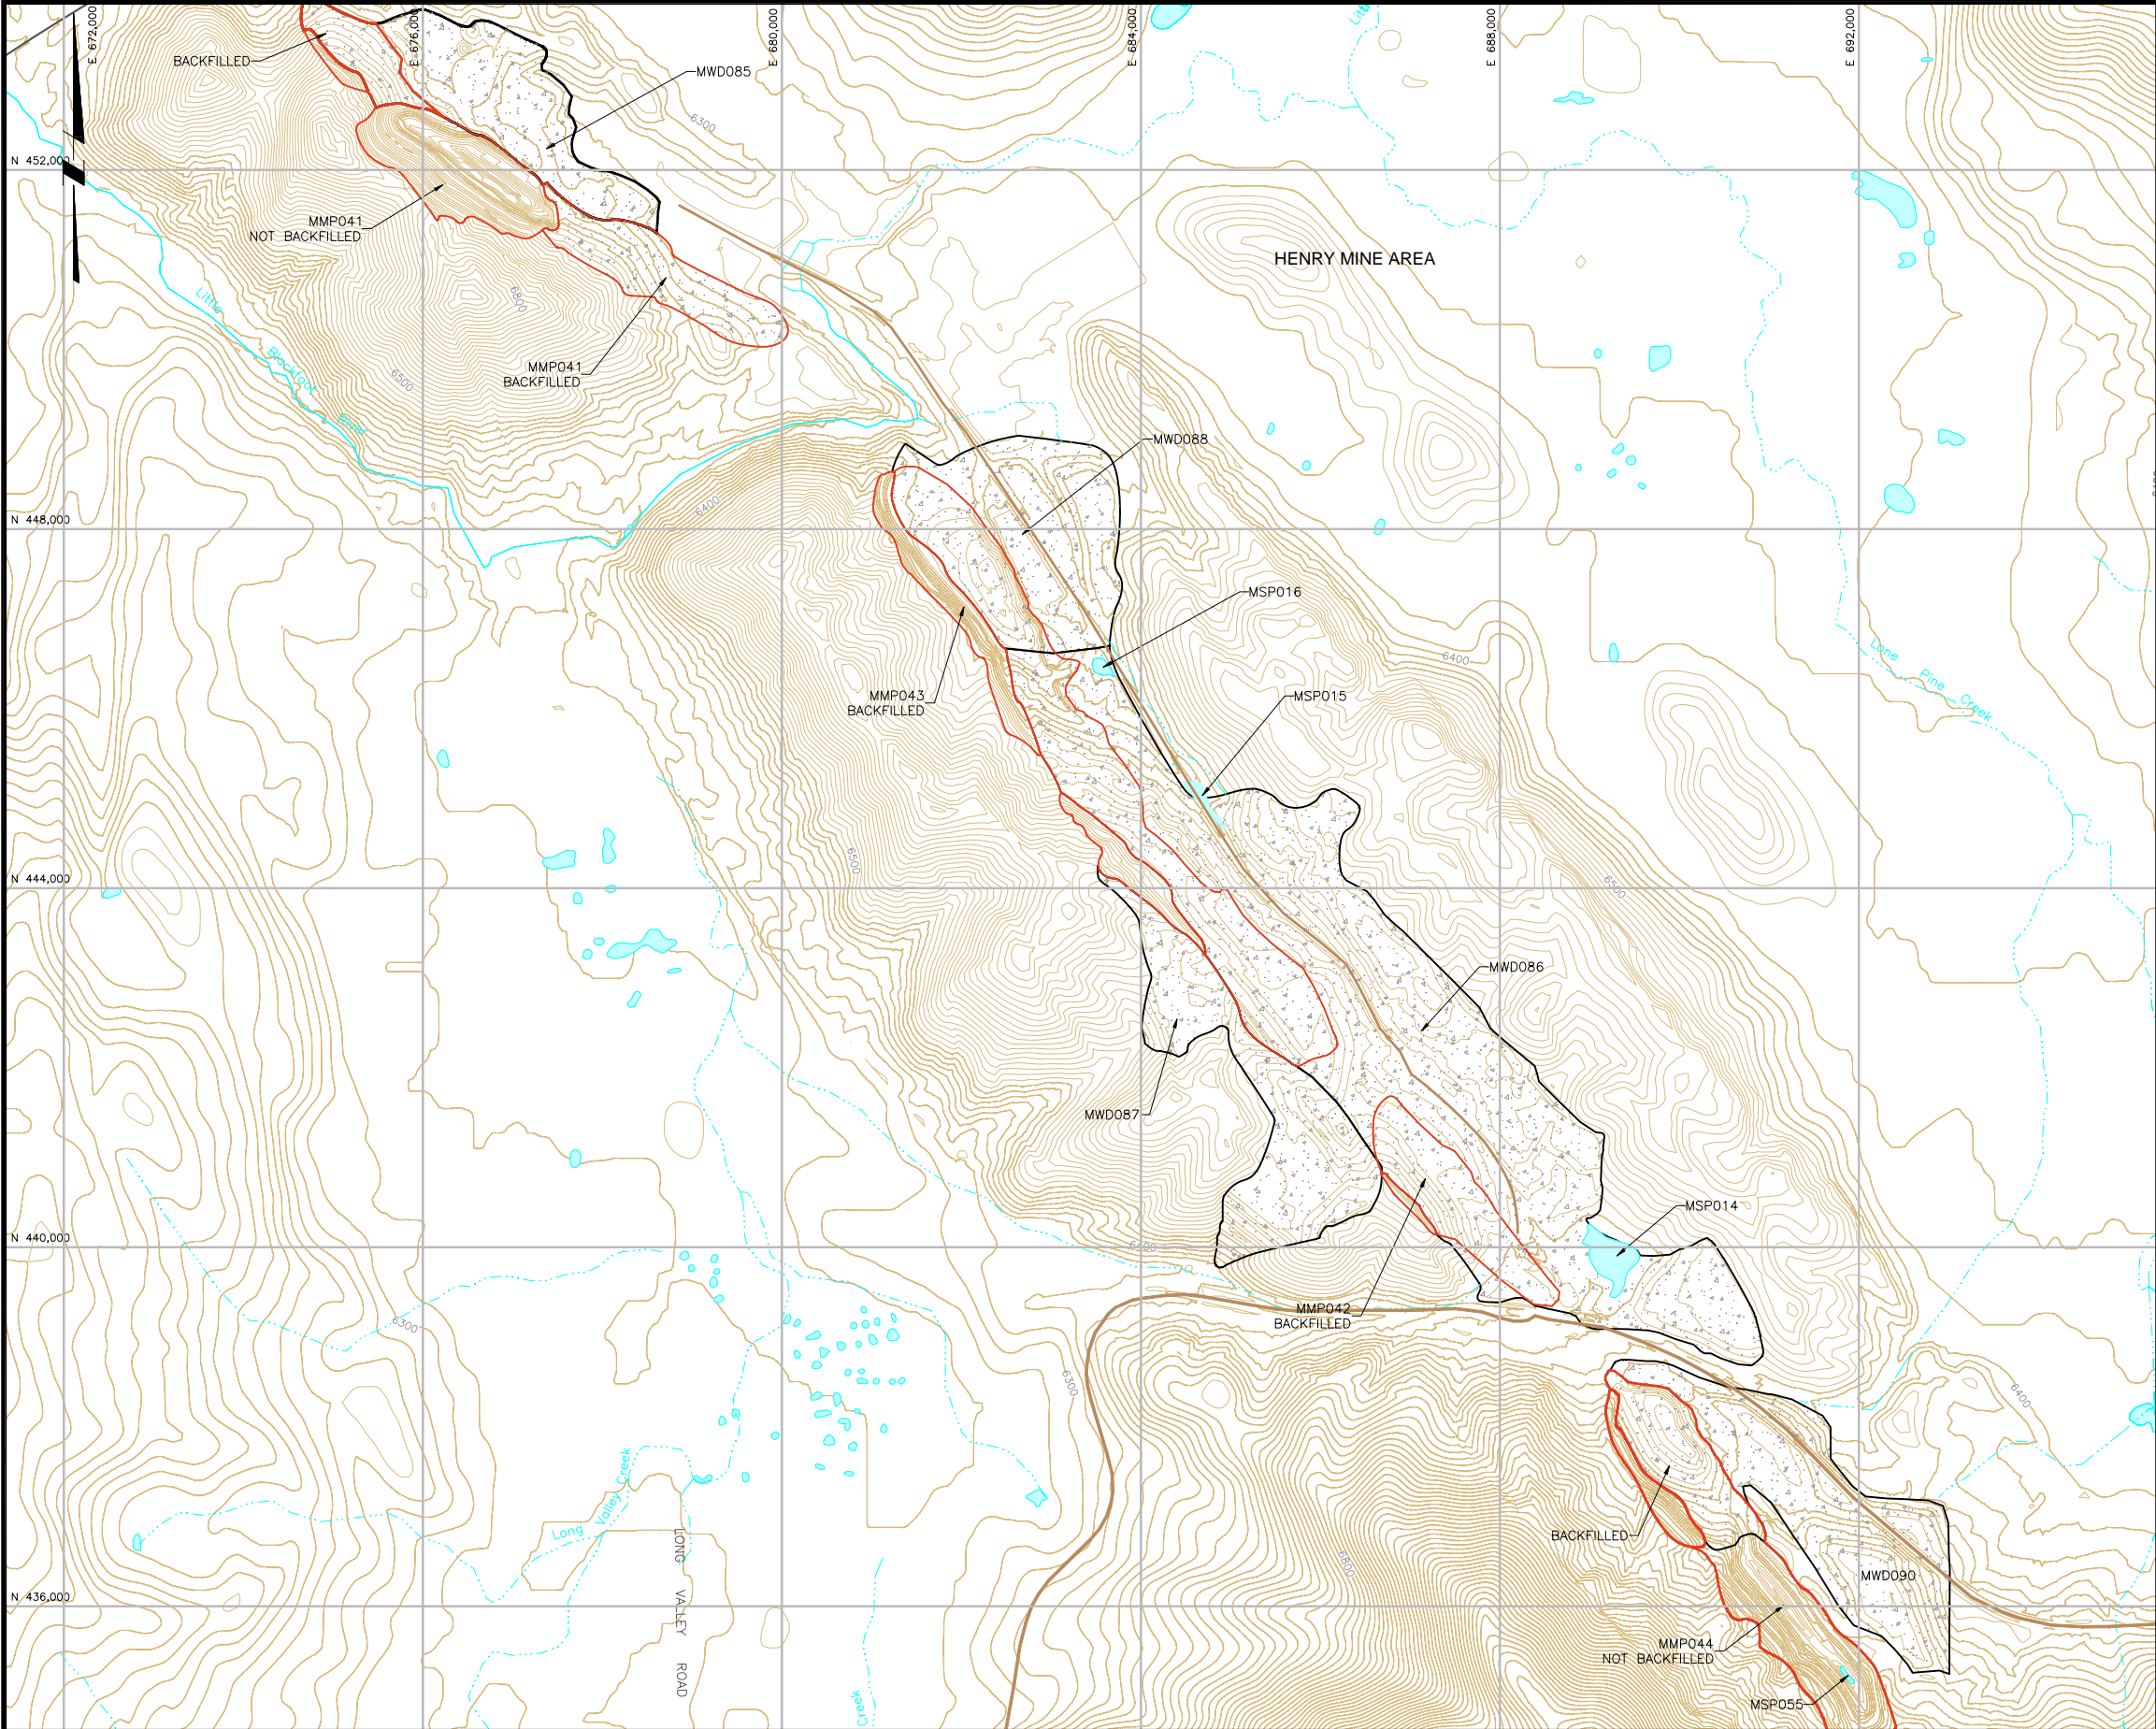 E 672,000
E 676,000
E 680,000
E 684,000
E 688,000
E 692,000
BACKFILLED
MWD085
6300
N 452,000
MMP041
NOT BACKFILLED
HENRY MINE AREA
6800
Little
Blackfoot
River
6500
MMP041
BACKFILLED
MWD088
6400
N 448,000
MSP016
6400
Lone
Pine
Creek
MMP043
BACKFILLED
MSP015
6500
6500
N 444,000
MWD086
MWD087
MSP014
N 440,000
6400
MMP042
BACKFILLED
6300
6300
6400
Long
Valley Creek
LONG
VALLEY
ROAD
BACKFILLED
6800
MWD090
N 436,000
MMP044
NOT BACKFILLED
MSP055
Creek